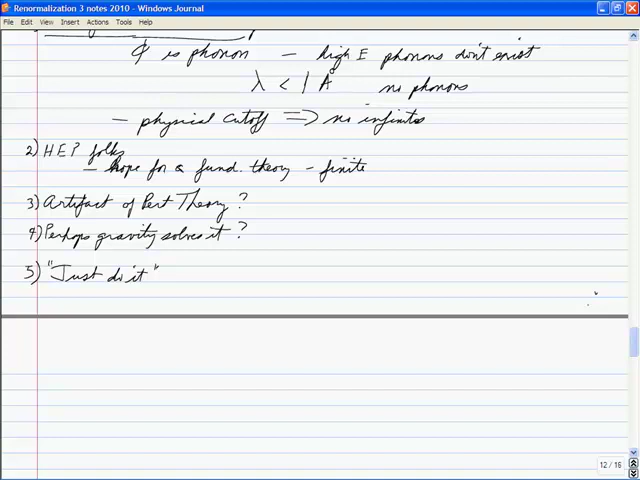 Renormalization 3 notes 2010 - Windows Journal
File Edit View Insert Actions Tools Help
ϕ is phonon – high E phonons don't exist
λ < 1 Å no phonons
– physical cutoff ⟹ no infinites
2) HEP folks
– hope for a fund. theory – finite
3) Artifact of Pert Theory?
4) Perhaps gravity solves it?
5) "Just do it"
12 / 16